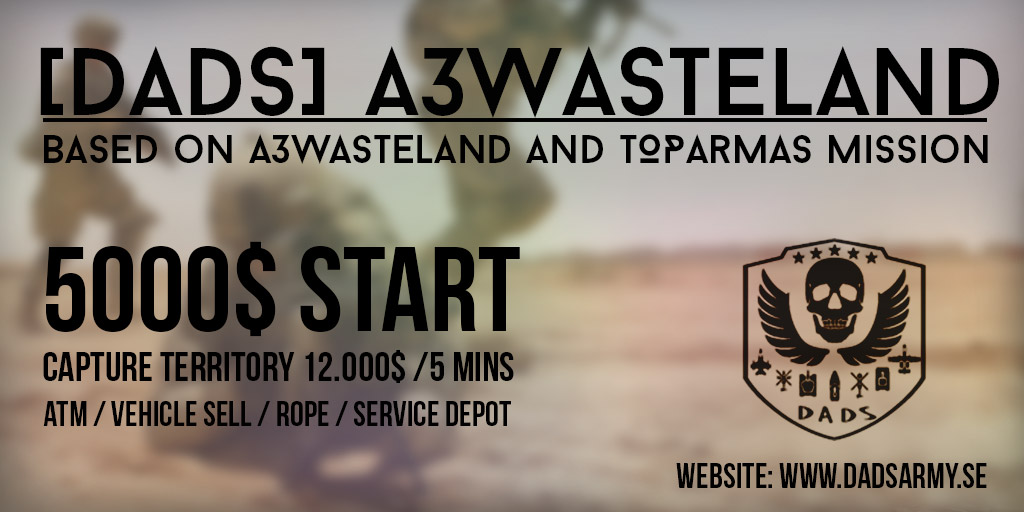 [DADS] A3WASTELAND
BASED ON A3WASTELAND AND TOPARMAS MISSION
5000$ START
CAPTURE TERRITORY 12.000$ /5 MINS
ATM / VEHICLE SELL / ROPE / SERVICE DEPOT
DADS
WEBSITE: WWW.DADSARMY.SE